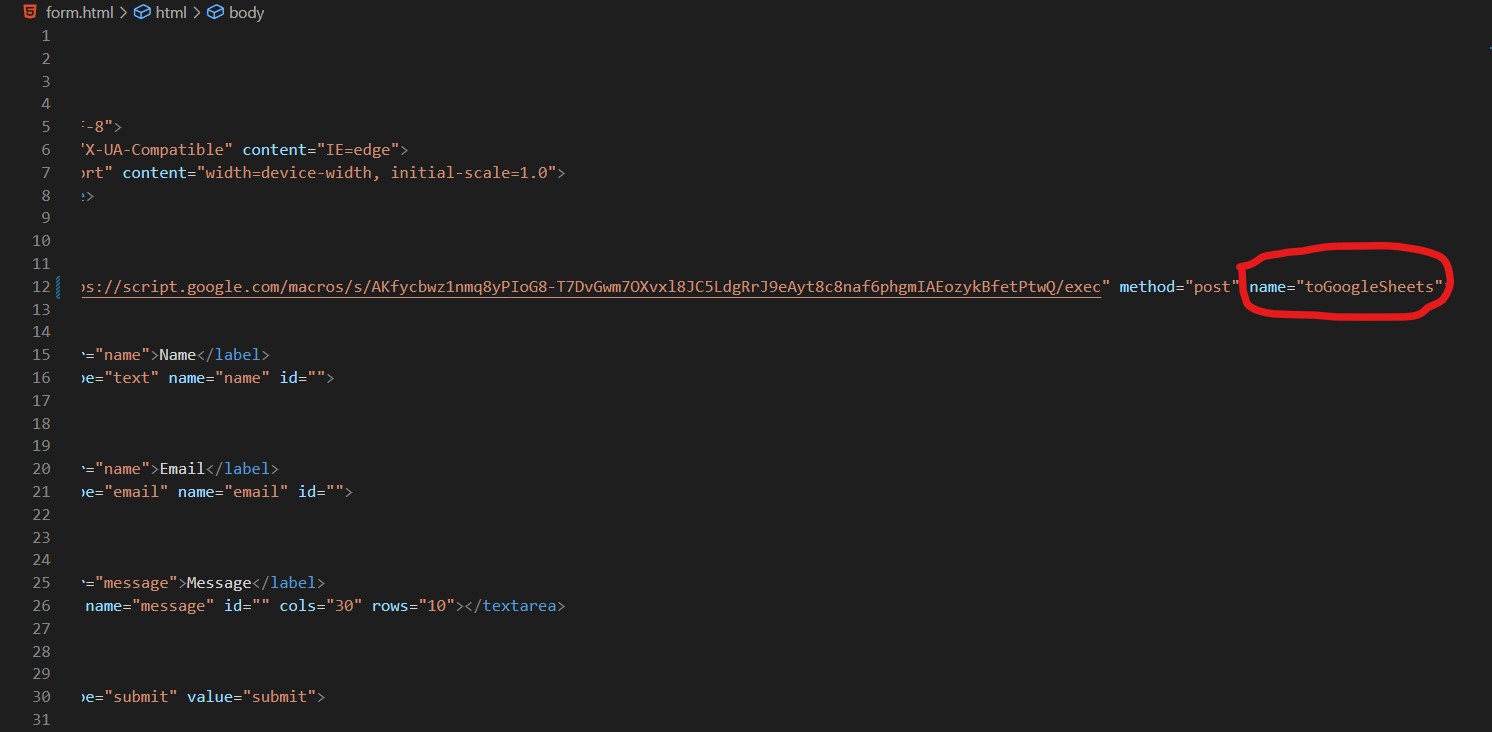 form.html > html > body
1
2
3
4
5 -8">
6 "X-UA-Compatible" content="IE=edge">
7 ort" content="width=device-width, initial-scale=1.0">
8 e>
9
10
11
12 ps://script.google.com/macros/s/AKfycbwz1nmq8yPIoG8-T7DvGwm7OXvxl8JC5LdgRrJ9eAyt8c8naf6phgmIAEozykBfetPtwQ/exec" method="post" name="toGoogleSheets"
13
14
15 ="name">Name</label>
16 pe="text" name="name" id="">
17
18
19
20 ="name">Email</label>
21 pe="email" name="email" id="">
22
23
24
25 ="message">Message</label>
26 name="message" id="" cols="30" rows="10"></textarea>
27
28
29
30 pe="submit" value="submit">
31